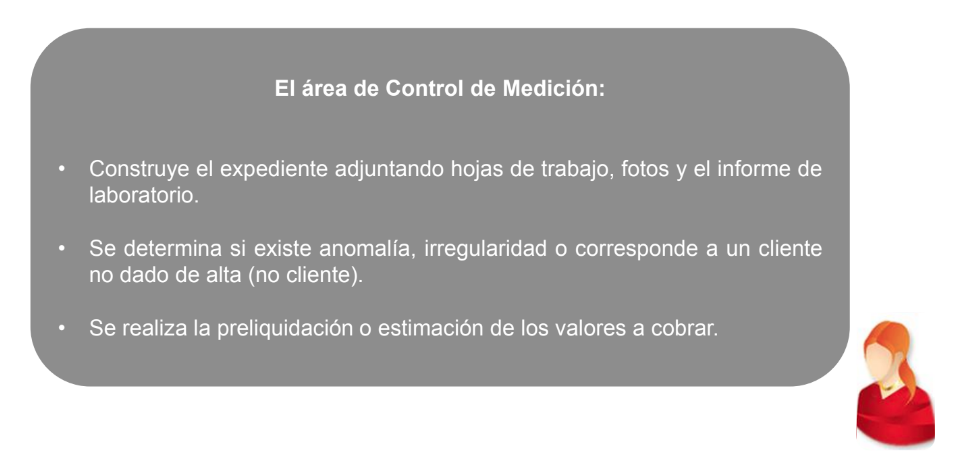 El área de Control de Medición:
• Construye el expediente adjuntando hojas de trabajo, fotos y el informe de
laboratorio.
• Se determina si existe anomalía, irregularidad o corresponde a un cliente
no dado de alta (no cliente).
• Se realiza la preliquidación o estimación de los valores a cobrar.